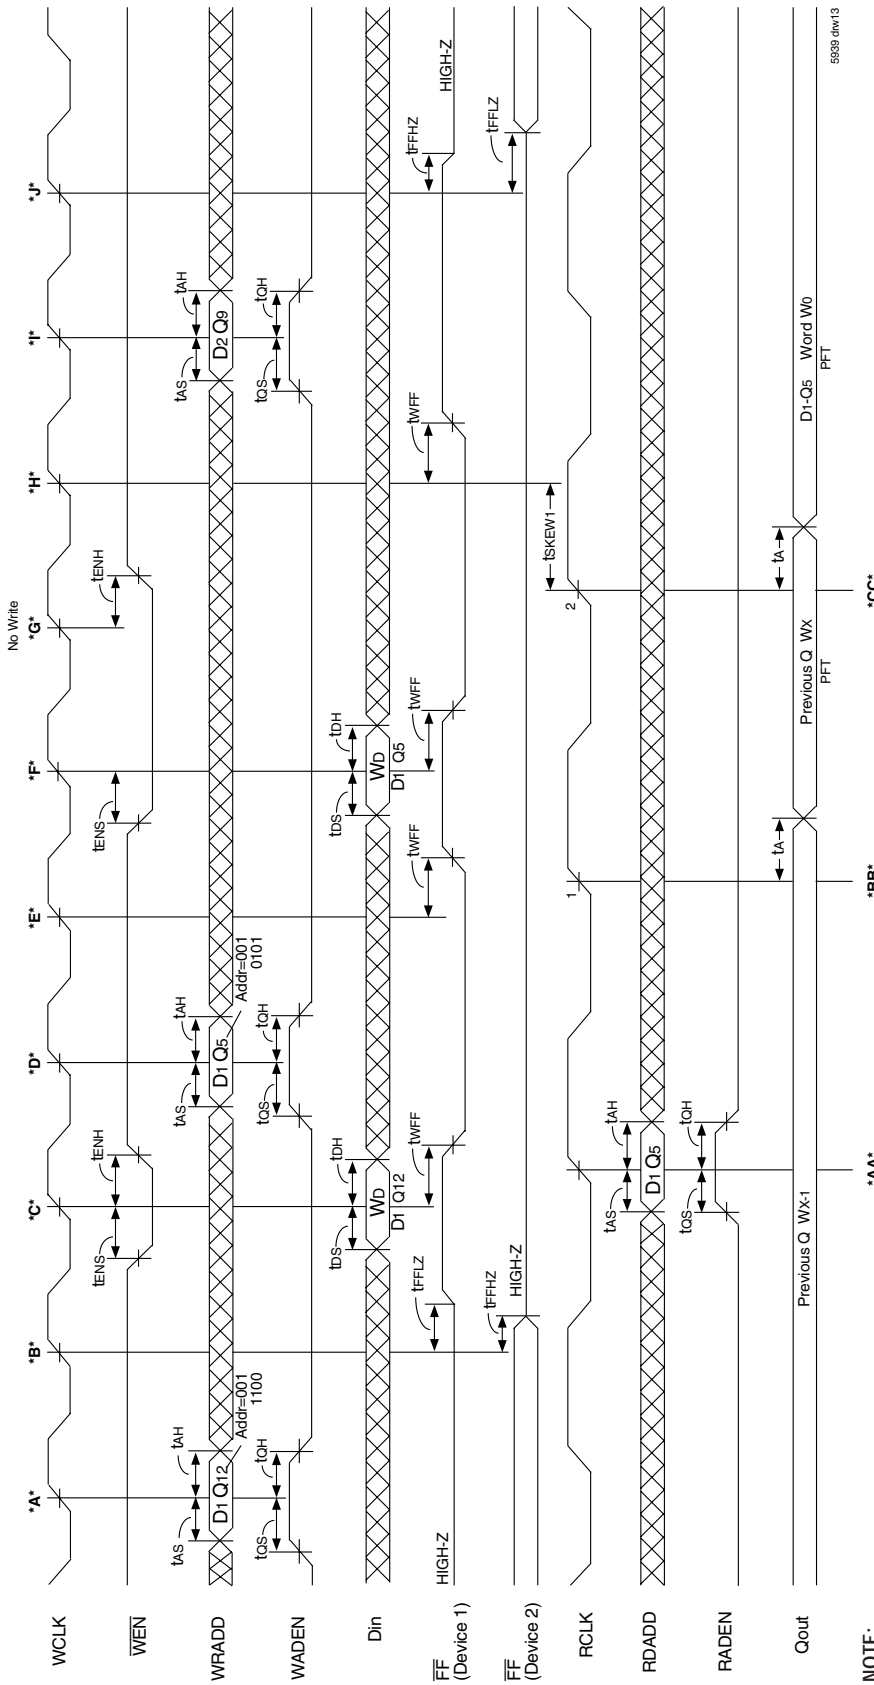 No Write
*A*
*B*
*C*
*D*
*E*
*F*
*G*
*H*
*I*
*J*
WCLK
WEN
tENS
tENH
tENS
tENH
WRADD
tAS
tAH
D1 Q12
Addr=001
1100
tAS
tAH
D1 Q5
Addr=001
0101
tAS
tAH
D2 Q9
WADEN
tQS
tQH
tQS
tQH
tQS
tQH
Din
tDS
tDH
WD
D1 Q12
tDS
tDH
WD
D1 Q5
FF
(Device 1)
HIGH-Z
tFFLZ
tWFF
tWFF
tWFF
tWFF
tFFHZ
HIGH-Z
FF
(Device 2)
tFFHZ
HIGH-Z
tFFLZ
tSKEW1
RCLK
1
2
RDADD
tAS
tAH
D1 Q5
RADEN
tQS
tQH
Qout
Previous Q WX-1
tA
Previous Q WX
PFT
tA
D1-Q5 Word W0
PFT
*AA*
*BB*
*CC*
5939 drw13
NOTE: